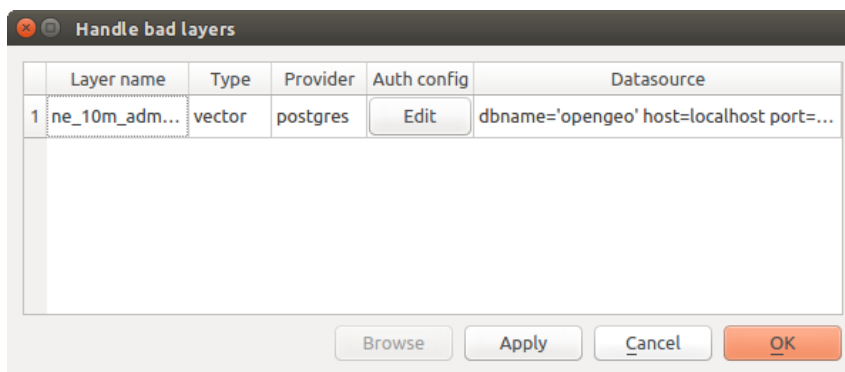 Handle bad layers
Layer name Type Provider Auth config Datasource
1 ne_10m_adm... vector postgres Edit dbname='opengeo' host=localhost port=...
Browse Apply Cancel OK